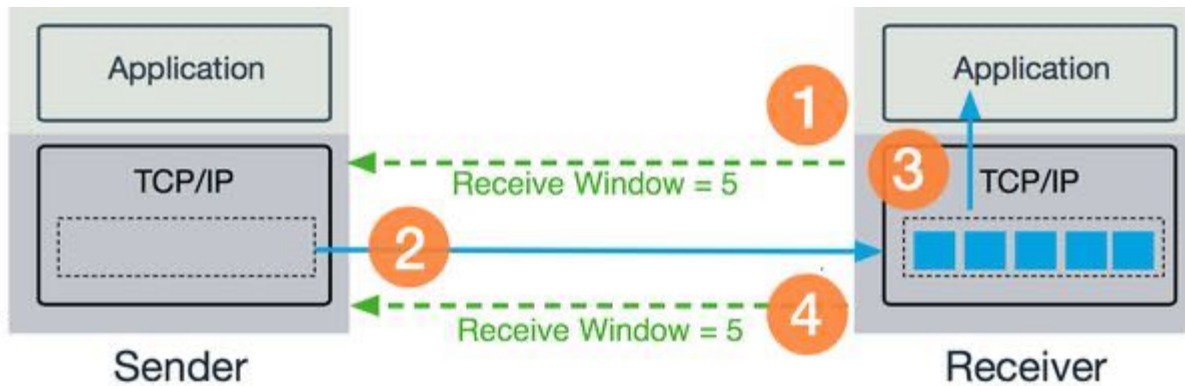 Application
Application
1
Receive Window = 5
TCP/IP
3
TCP/IP
2
4
Receive Window = 5
Sender
Receiver